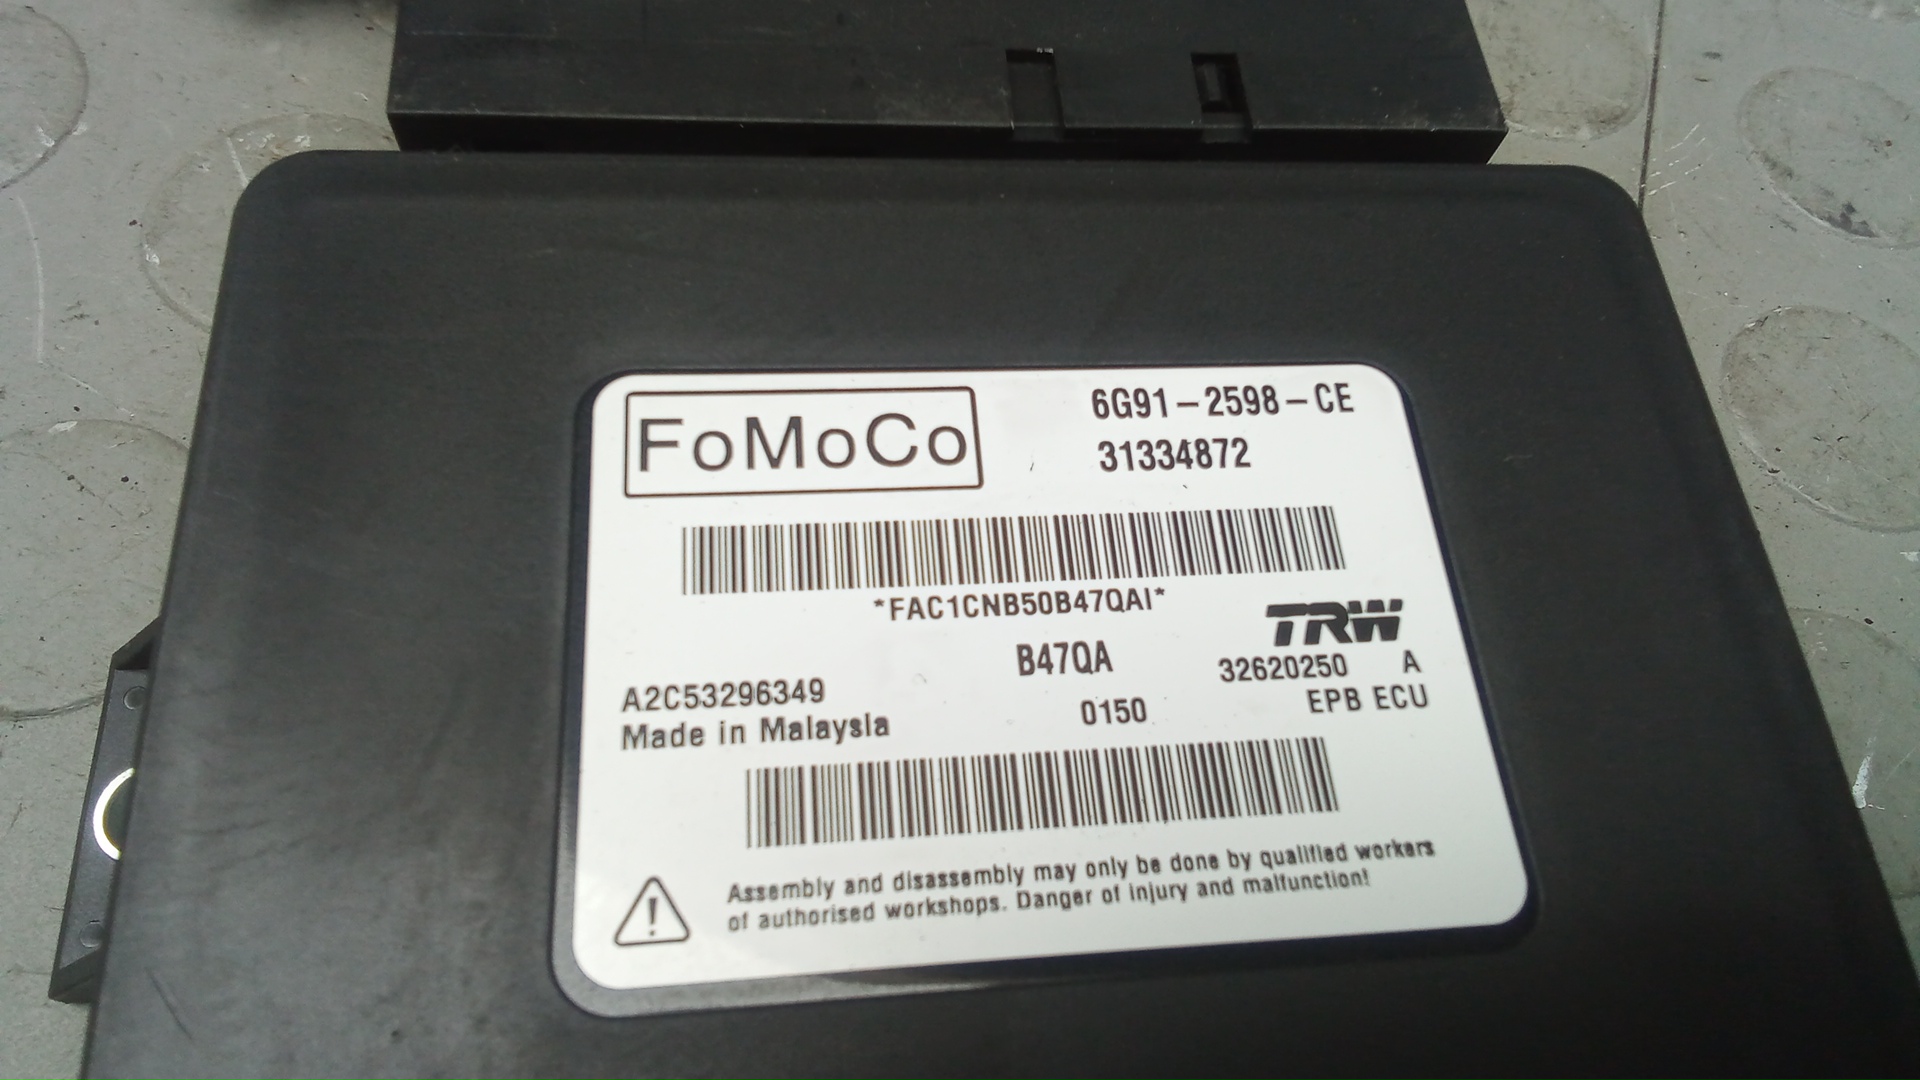 FoMoCo
6G91-2598-CE
31334872
*FAC1CNB50B47QAI*
TRW
B47QA
32620250 A
A2C53296349
EPB ECU
Made in Malaysia
0150
Assembly and disassembly may only be done by qualified workers
of authorised workshops. Danger of injury and malfunction!